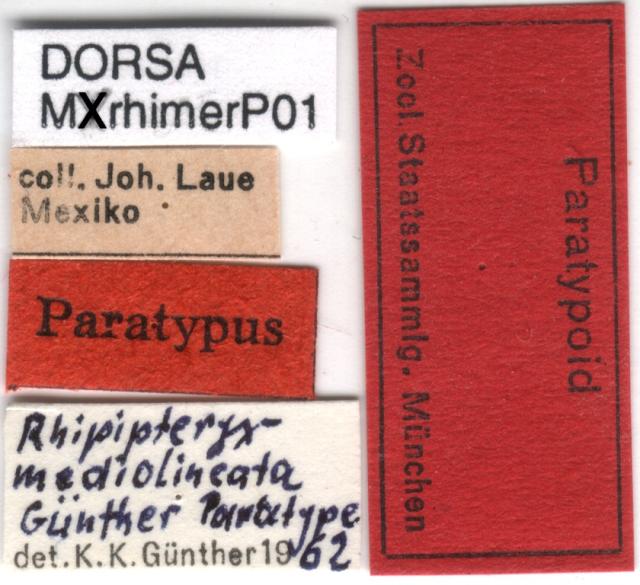 DORSA
MXrhimerP01
coll. Joh. Laue
Mexiko
Paratypus
Rhipipteryx
mediolineata
Günther Paratype
det.K.K.Günther 1962
Paratypoid
Zool. Staatssammlg. München